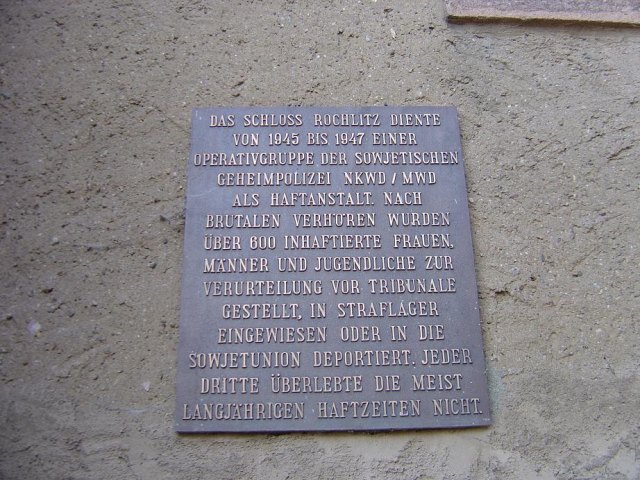 DAS SCHLOSS ROCHLITZ DIENTE
VON 1945 BIS 1947 EINER
OPERATIVGRUPPE DER SOWJETISCHEN
GEHEIMPOLIZEI NKWD / MWD
ALS HAFTANSTALT. NACH
BRUTALEN VERHÖREN WURDEN
ÜBER 600 INHAFTIERTE FRAUEN,
MÄNNER UND JUGENDLICHE ZUR
VERURTEILUNG VOR TRIBUNALE
GESTELLT, IN STRAFLÄGER
EINGEWIESEN ODER IN DIE
SOWJETUNION DEPORTIERT. JEDER
DRITTE ÜBERLEBTE DIE MEIST
LANGJÄHRIGEN HAFTZEITEN NICHT.